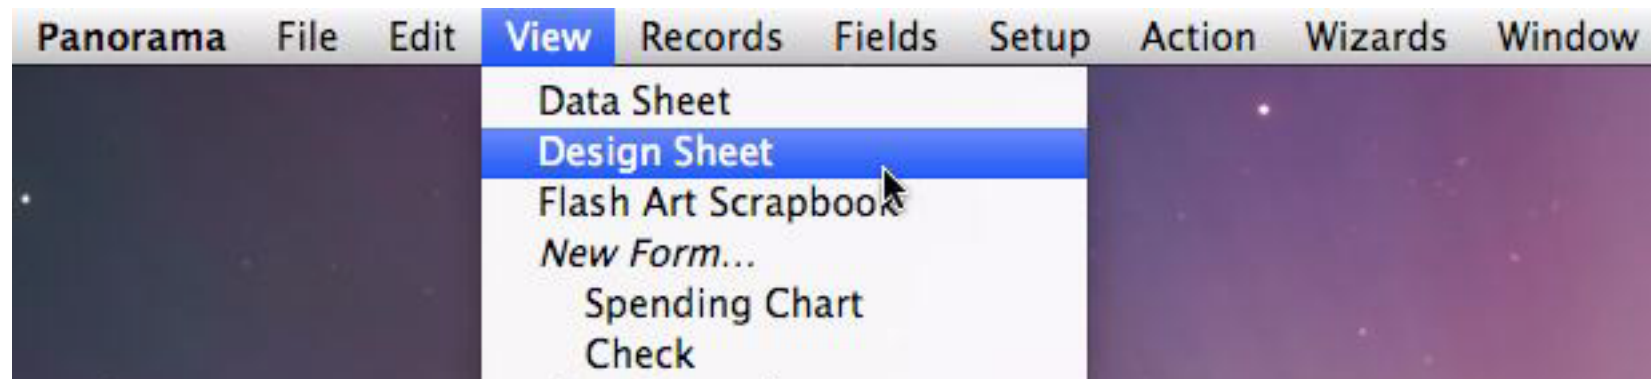 Panorama File Edit View Records Fields Setup Action Wizards Window
Data Sheet
Design Sheet
Flash Art Scrapbook
New Form...
Spending Chart
Check